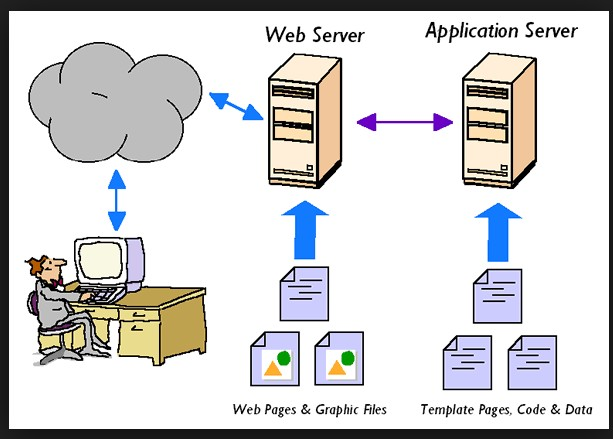 Web Server
Application Server
Web Pages & Graphic Files
Template Pages, Code & Data